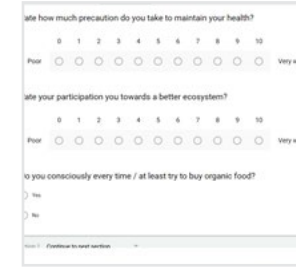 ate how much precaution do you take to maintain your health?
0 1 2 3 4 5 6 7 8 9 10
Poor Very w
ate your participation you towards a better ecosystem?
0 1 2 3 4 5 6 7 8 9 10
Poor Very w
o you consciously every time / at least try to buy organic food?
Yes
No
Continue to next section